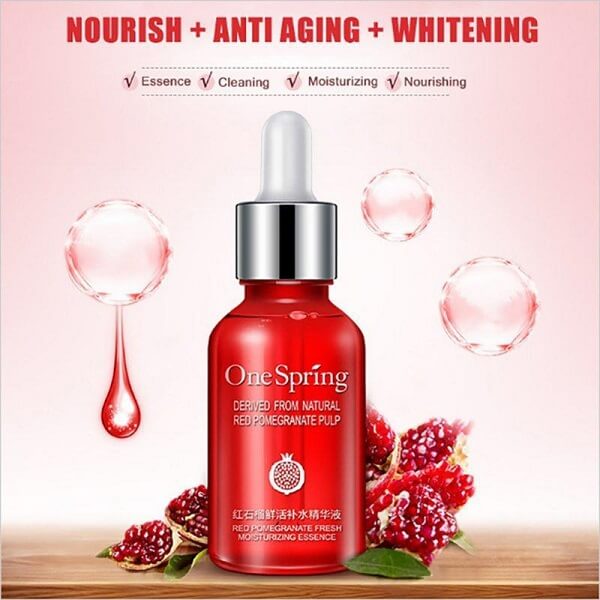 NOURISH + ANTI AGING + WHITENING
√ Essence √ Cleaning √ Moisturizing √ Nourishing
One Spring
DERIVED FROM NATURAL
RED POMEGRANATE PULP
红石榴鲜活补水精华液
RED POMEGRANATE FRESH
MOISTURIZING ESSENCE